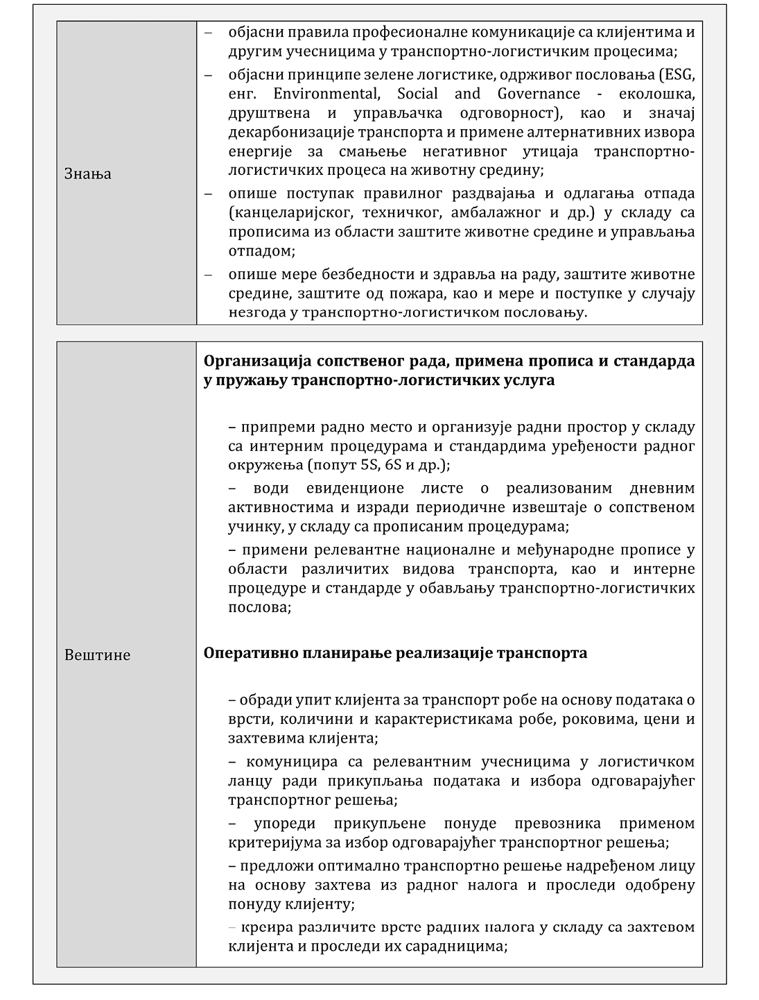 Знања
– објасни правила професионалне комуникације са клијентима и
другим учесницима у транспортно-логистичким процесима;
– објасни принципе зелене логистике, одрживог пословања (ESG,
енг. Environmental, Social and Governance - еколошка,
друштвена и управљачка одговорност), као и значај
декарбонизације транспорта и примене алтернативних извора
енергије за смањење негативног утицаја транспортно-
логистичких процеса на животну средину;
– опише поступак правилног раздвајања и одлагања отпада
(канцеларијског, техничког, амбалажног и др.) у складу са
прописима из области заштите животне средине и управљања
отпадом;
– опише мере безбедности и здравља на раду, заштите животне
средине, заштите од пожара, као и мере и поступке у случају
незгода у транспортно-логистичком пословању.
Вештине
Организација сопственог рада, примена прописа и стандарда
у пружању транспортно-логистичких услуга
– припреми радно место и организује радни простор у складу
са интерним процедурама и стандардима уређености радног
окружења (попут 5S, 6S и др.);
– води евиденционе листе о реализованим дневним
активностима и изради периодичне извештаје о сопственом
учинку, у складу са прописаним процедурама;
– примени релевантне националне и међународне прописе у
области различитих видова транспорта, као и интерне
процедуре и стандарде у обављању транспортно-логистичких
послова;
Оперативно планирање реализације транспорта
– обради упит клијента за транспорт робе на основу података о
врсти, количини и карактеристикама робе, роковима, цени и
захтевима клијента;
– комуницира са релевантним учесницима у логистичком
ланцу ради прикупљања података и избора одговарајућег
транспортног решења;
– упореди прикупљене понуде превозника применом
критеријума за избор одговарајућег транспортног решења;
– предложи оптимално транспортно решење надређеном лицу
на основу захтева из радног налога и проследи одобрену
понуду клијенту;
– креира различите врсте радних налога у складу са захтевом
клијента и проследи их сарадницима;